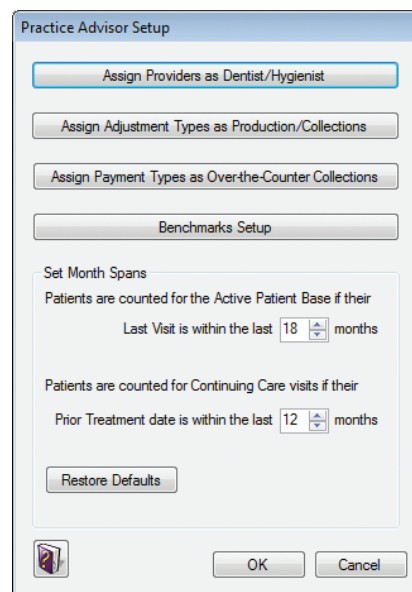 Practice Advisor Setup
Assign Providers as Dentist/Hygienist
Assign Adjustment Types as Production/Collections
Assign Payment Types as Over-the-Counter Collections
Benchmarks Setup
Set Month Spans
Patients are counted for the Active Patient Base if their
Last Visit is within the last 18 months
Patients are counted for Continuing Care visits if their
Prior Treatment date is within the last 12 months
Restore Defaults
?
OK Cancel